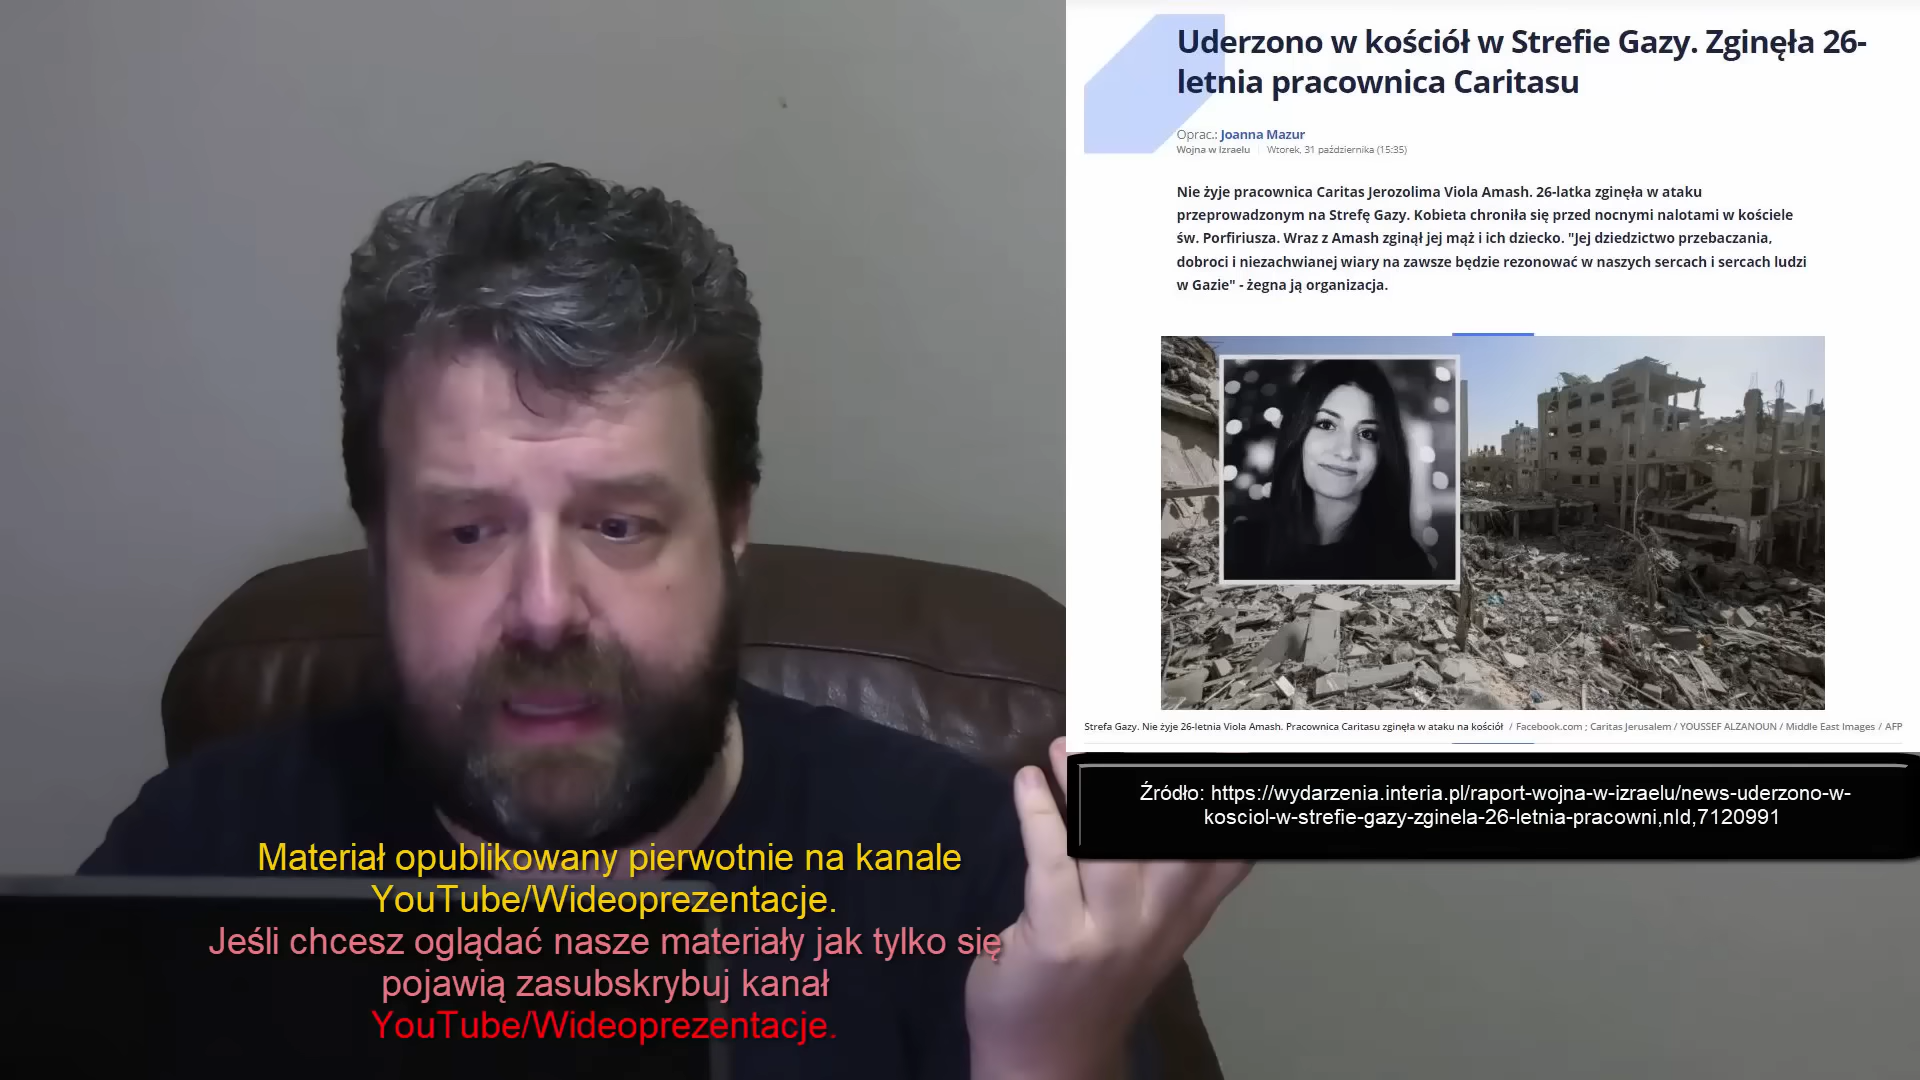 Uderzono w kościół w Strefie Gazy. Zginęła 26-
letnia pracownica Caritasu
Oprac.: Joanna Mazur
Wojna w Izraelu | Wtorek, 31 października (15:35)
Nie żyje pracownica Caritas Jerozolima Viola Amash. 26-latka zginęła w ataku
przeprowadzonym na Strefę Gazy. Kobieta chroniła się przed nocnymi nalotami w kościele
św. Porfiriusza. Wraz z Amash zginął jej mąż i ich dziecko. "Jej dziedzictwo przebaczania,
dobroci i niezachwianej wiary na zawsze będzie rezonować w naszych sercach i sercach ludzi
w Gazie" - żegna ją organizacja.
Strefa Gazy. Nie żyje 26-letnia Viola Amash. Pracownica Caritasu zginęła w ataku na kościół / Facebook.com ; Caritas Jerusalem / YOUSSEF ALZANOUN / Middle East Images / AFP
Źródło: https://wydarzenia.interia.pl/raport-wojna-w-izraelu/news-uderzono-w-
kosciol-w-strefie-gazy-zginela-26-letnia-pracowni,nId,7120991
Materiał opublikowany pierwotnie na kanale
YouTube/Wideoprezentacje.
Jeśli chcesz oglądać nasze materiały jak tylko się
pojawią zasubskrybuj kanał
YouTube/Wideoprezentacje.